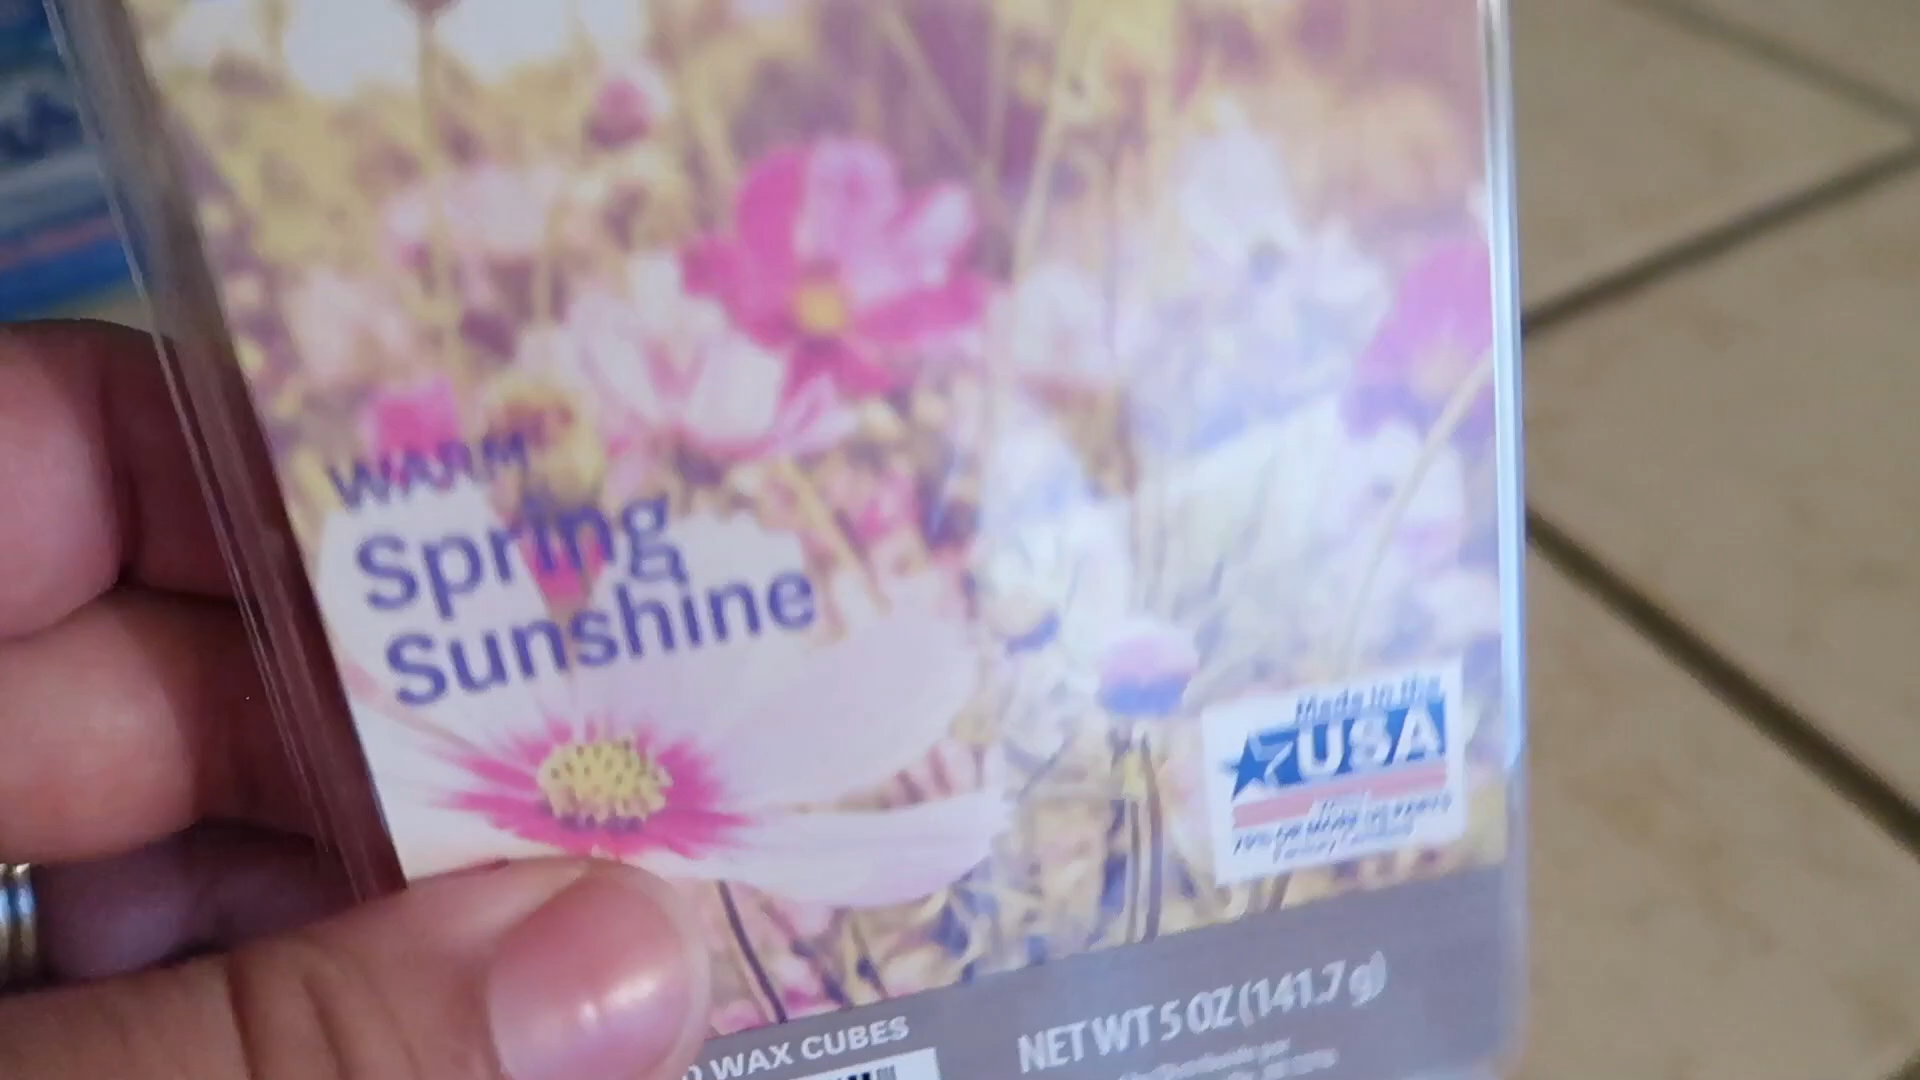 WARM
Spring
Sunshine
Made in the
USA
WAX CUBES
NET WT 5 OZ (141.7 g)